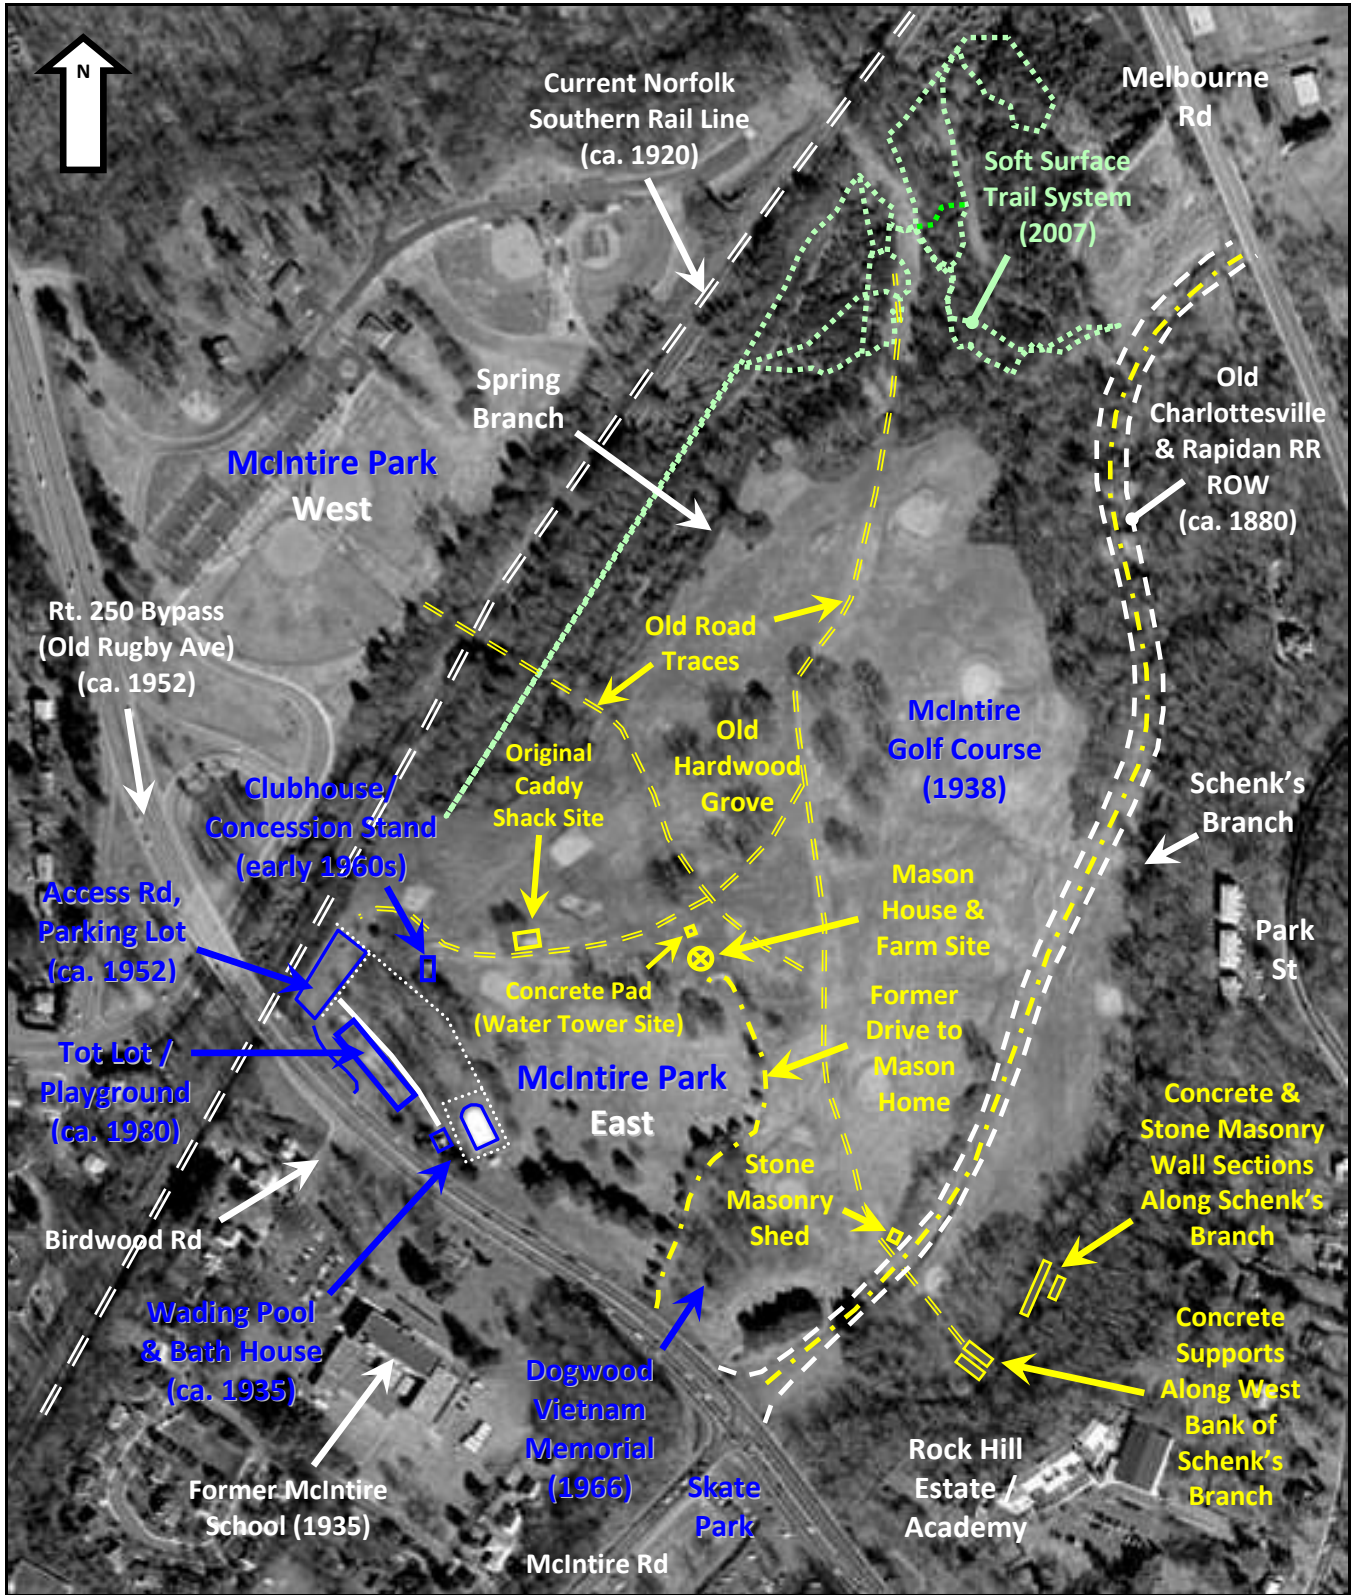 N
Current Norfolk
Southern Rail Line
(ca. 1920)
Melbourne
Rd
Soft Surface
Trail System
(2007)
Spring
Branch
Old
Charlottesville
& Rapidan RR
ROW
(ca. 1880)
McIntire Park
West
Rt. 250 Bypass
(Old Rugby Ave)
(ca. 1952)
Old Road
Traces
McIntire
Golf Course
(1938)
Old
Hardwood
Grove
Original
Caddy
Shack Site
Clubhouse/
Concession Stand
(early 1960s)
Schenk's
Branch
Access Rd,
Parking Lot
(ca. 1952)
Mason
House &
Farm Site
Park
St
Concrete Pad
(Water Tower Site)
Former
Drive to
Mason
Home
Tot Lot /
Playground
(ca. 1980)
McIntire Park
East
Concrete &
Stone Masonry
Wall Sections
Along Schenk's
Branch
Stone
Masonry
Shed
Birdwood Rd
Wading Pool
& Bath House
(ca. 1935)
Concrete
Supports
Along West
Bank of
Schenk's
Branch
Dogwood
Vietnam
Memorial
(1966)
Former McIntire
School (1935)
Skate
Park
Rock Hill
Estate /
Academy
McIntire Rd